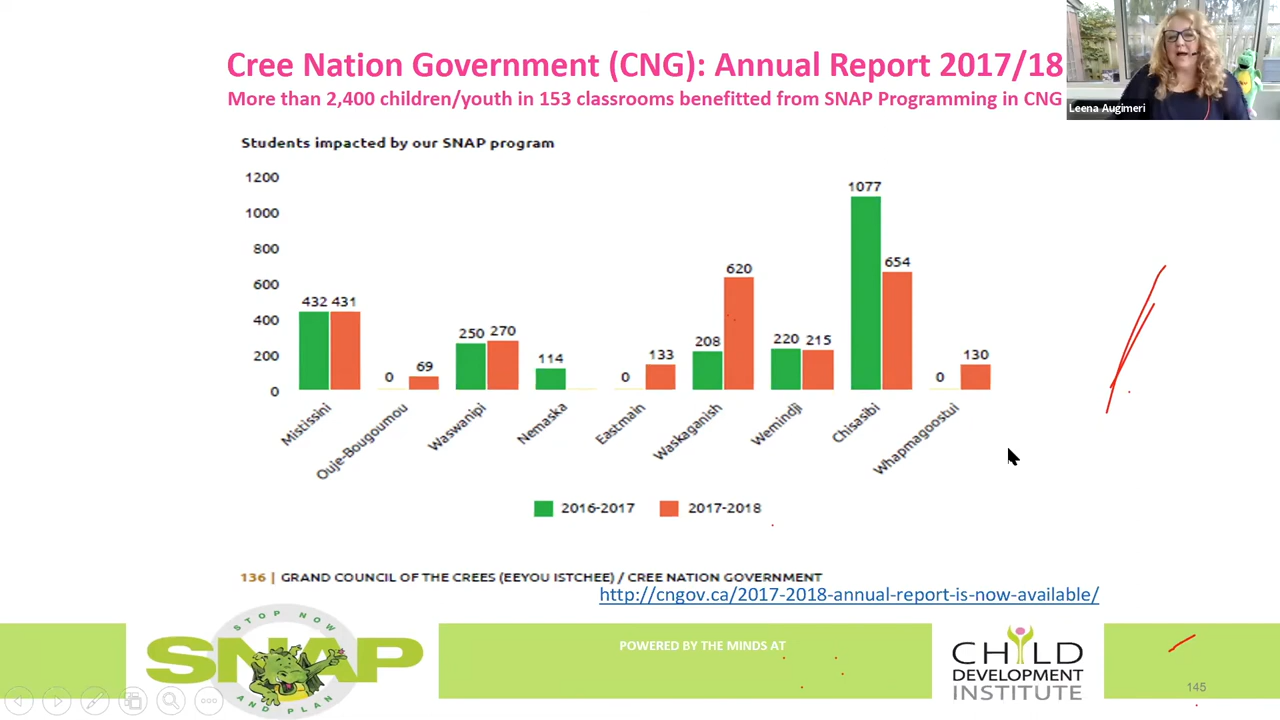 Cree Nation Government (CNG): Annual Report 2017/18
More than 2,400 children/youth in 153 classrooms benefitted from SNAP Programming in CNG
Leena Augimeri
Students impacted by our SNAP program
1200
1000
800
600
400
200
0
432 431
0 69
250 270
114
0 133
208 620
220 215
1077 654
0 130
Mistissini
Ouje-Bougoumou
Waswanipi
Nemaska
Eastmain
Waskaganish
Wemindji
Chisasibi
Whapmagoostui
2016-2017 2017-2018
136 | GRAND COUNCIL OF THE CREES (EEYOU ISTCHEE) / CREE NATION GOVERNMENT
http://cngov.ca/2017-2018-annual-report-is-now-available/
STOP NOW
SNAP
AND PLAN
POWERED BY THE MINDS AT
CHILD
DEVELOPMENT
INSTITUTE
145